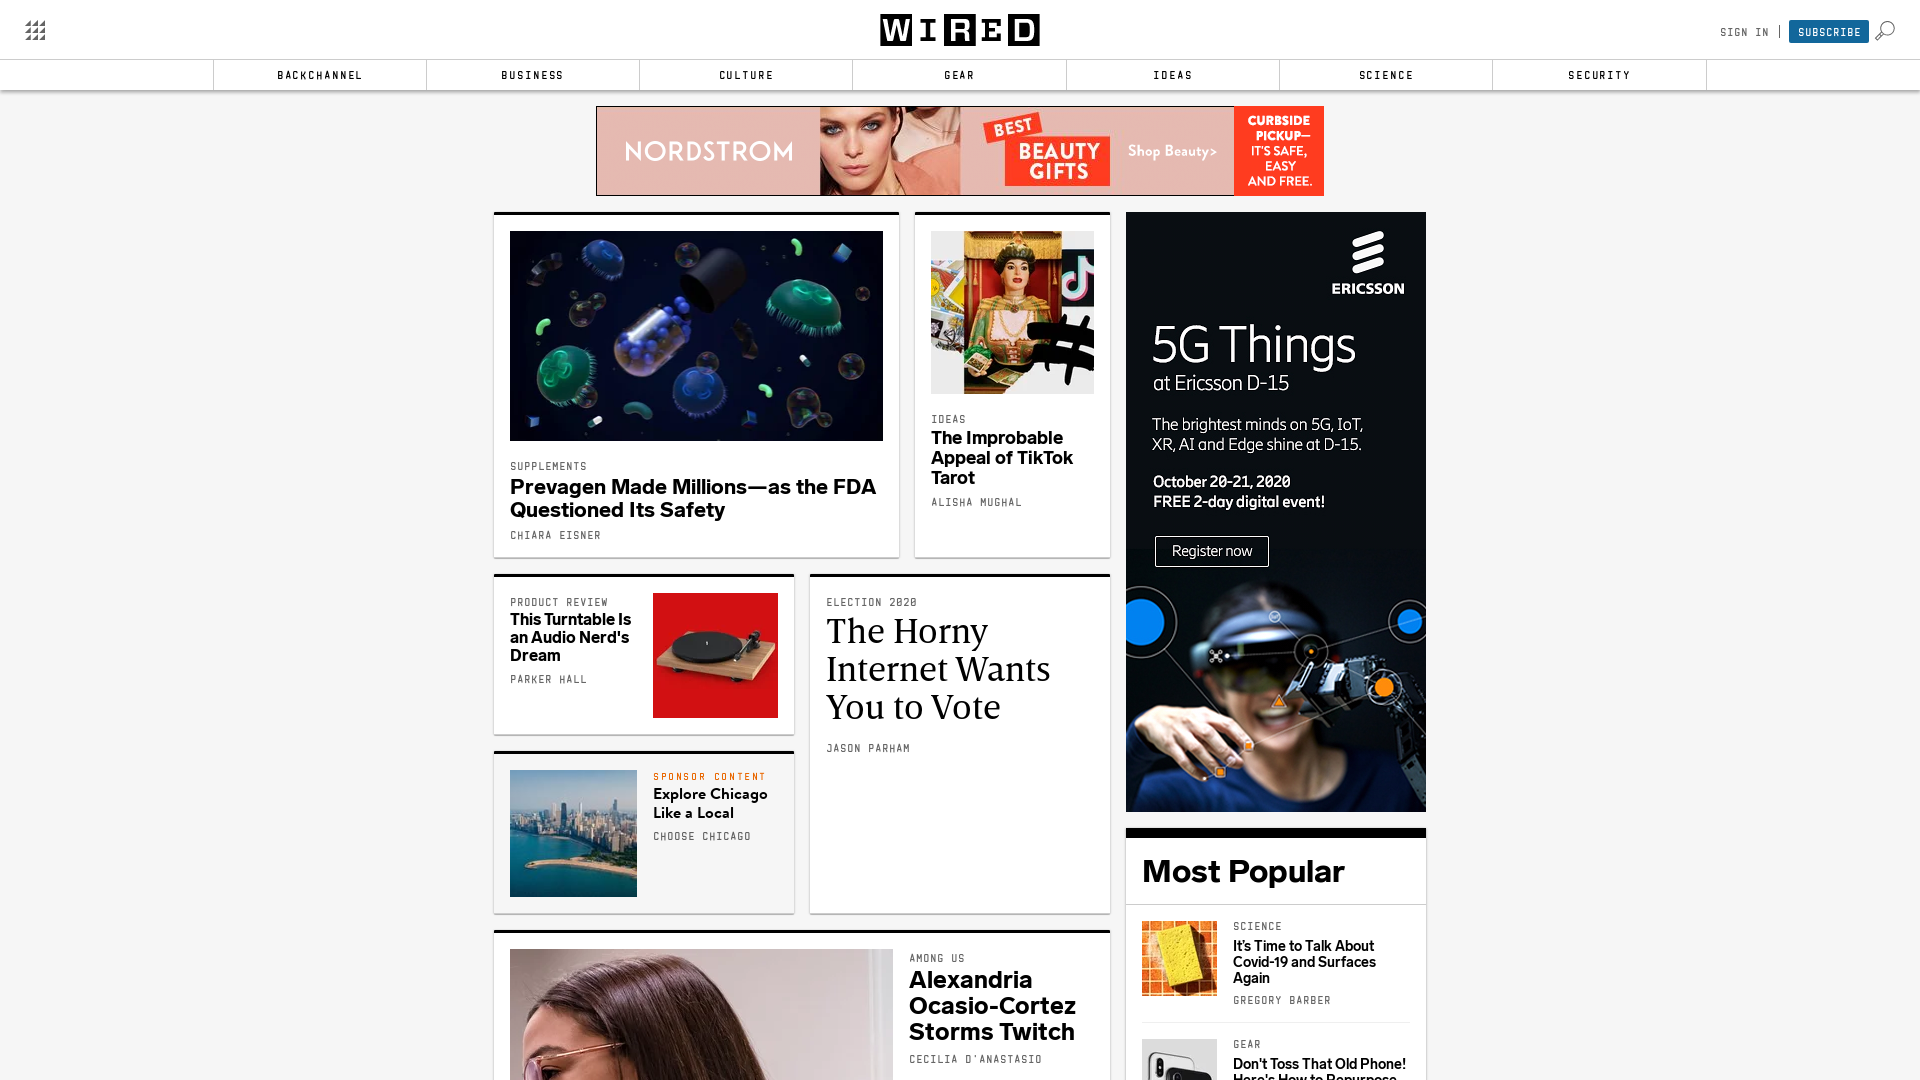 WIRED
SIGN IN
SUBSCRIBE
BACKCHANNEL
BUSINESS
CULTURE
GEAR
IDEAS
SCIENCE
SECURITY
NORDSTROM
BEST
BEAUTY
GIFTS
Shop Beauty>
CURBSIDE
PICKUP—
IT'S SAFE,
EASY
AND FREE.
SUPPLEMENTS
Prevagen Made Millions—as the FDA
Questioned Its Safety
CHIARA EISNER
IDEAS
The Improbable
Appeal of TikTok
Tarot
ALISHA MUGHAL
ERICSSON
5G Things
at Ericsson D-15
The brightest minds on 5G, IoT,
XR, AI and Edge shine at D-15.
October 20-21, 2020
FREE 2-day digital event!
Register now
PRODUCT REVIEW
This Turntable Is
an Audio Nerd's
Dream
PARKER HALL
ELECTION 2020
The Horny
Internet Wants
You to Vote
JASON PARHAM
SPONSOR CONTENT
Explore Chicago
Like a Local
CHOOSE CHICAGO
AMONG US
Alexandria
Ocasio-Cortez
Storms Twitch
CECILIA D'ANASTASIO
Most Popular
SCIENCE
It's Time to Talk About
Covid-19 and Surfaces
Again
GREGORY BARBER
GEAR
Don't Toss That Old Phone!
Here's How to Repurpose